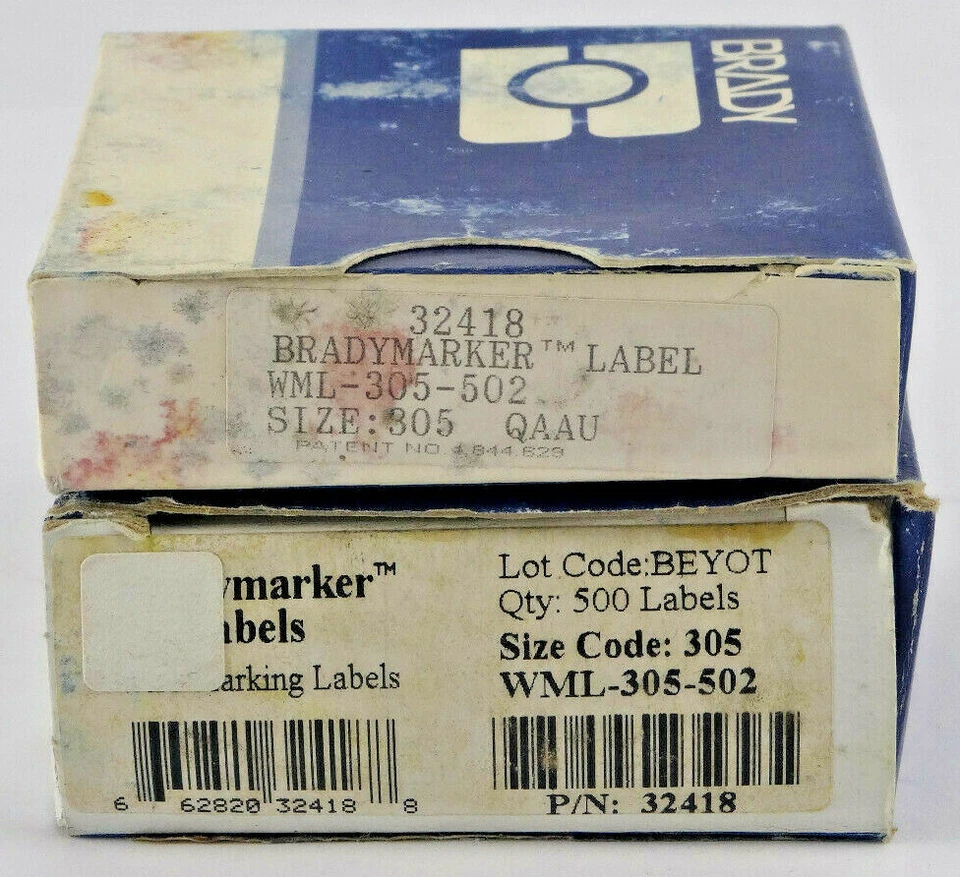 BRADY
32418
BRADYMARKER™ LABEL
WML-305-502
SIZE:305 QAAU
PATENT NO. 4,844,629
ymarker™
abels
arking Labels
Lot Code:BEYOT
Qty: 500 Labels
Size Code: 305
WML-305-502
6 62820 32418 8
P/N: 32418